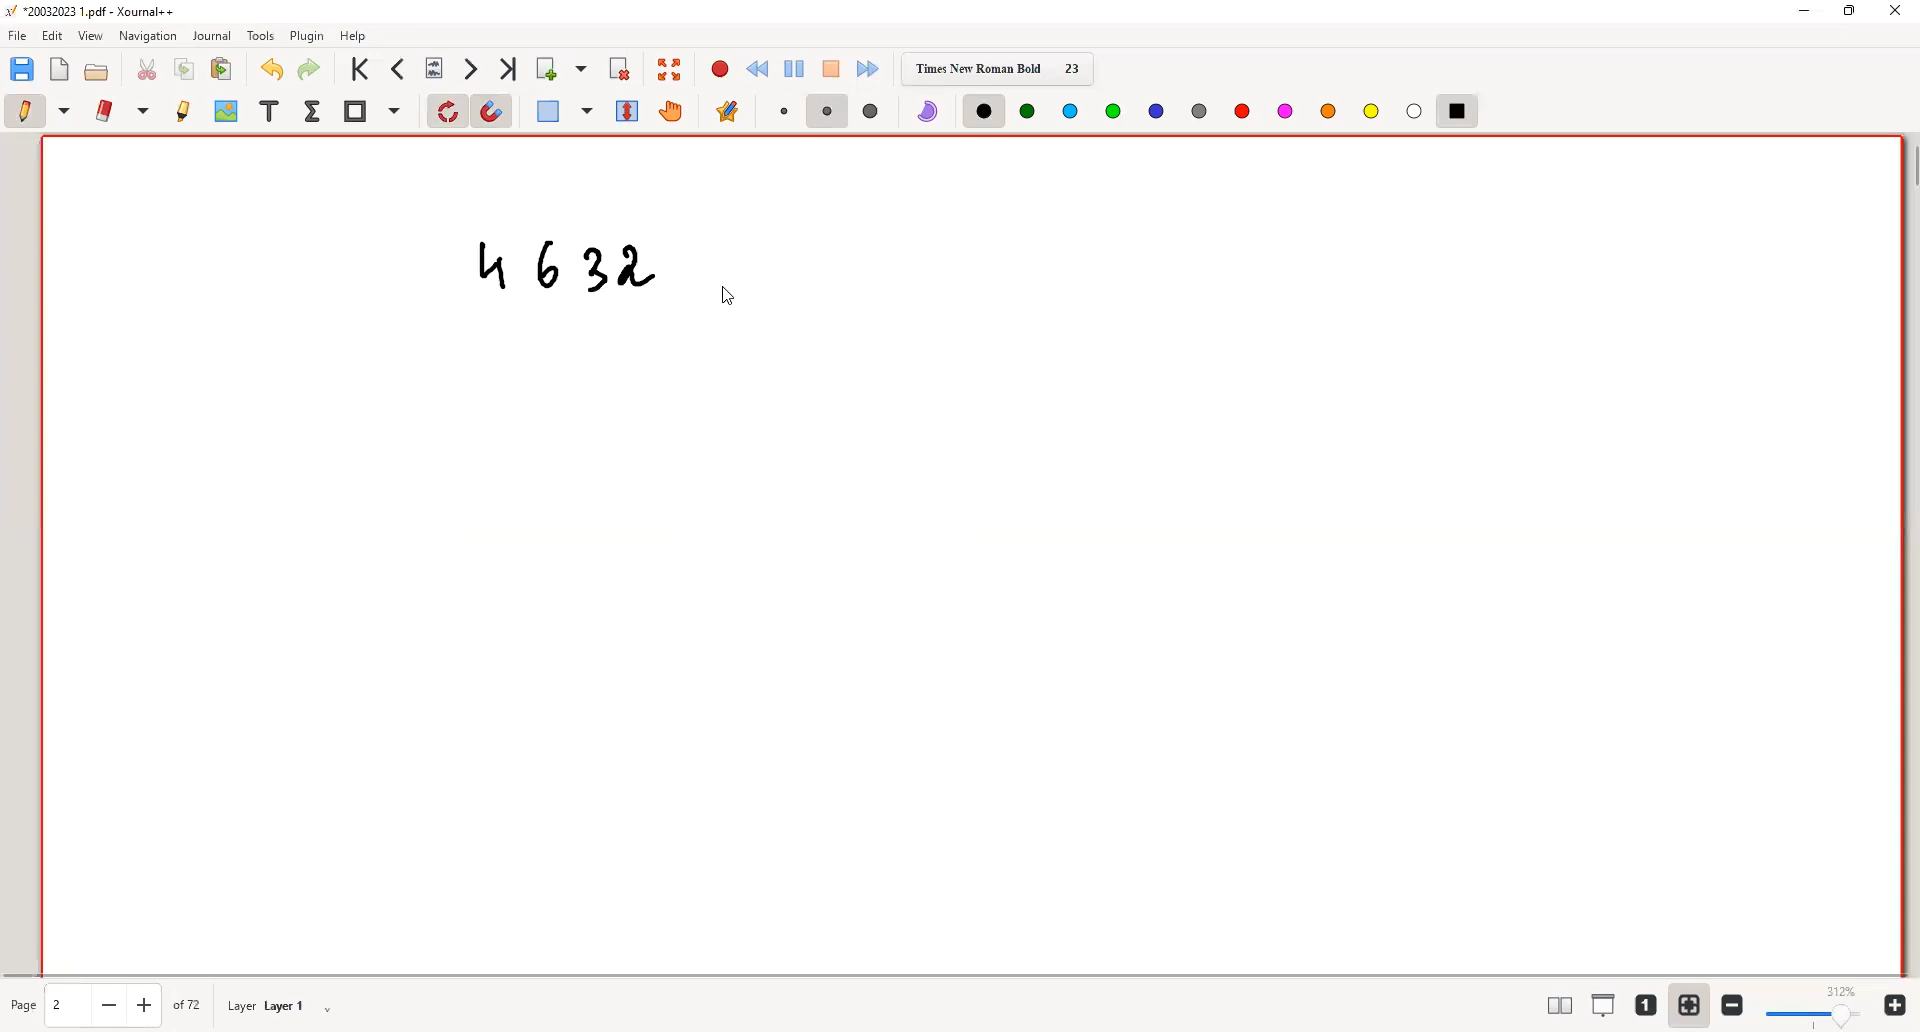 *20032023 1.pdf - Xournal++
File Edit View Navigation Journal Tools Plugin Help
Times New Roman Bold 23
4 6 3 2
Page 2 of 72 Layer Layer 1 1 312%